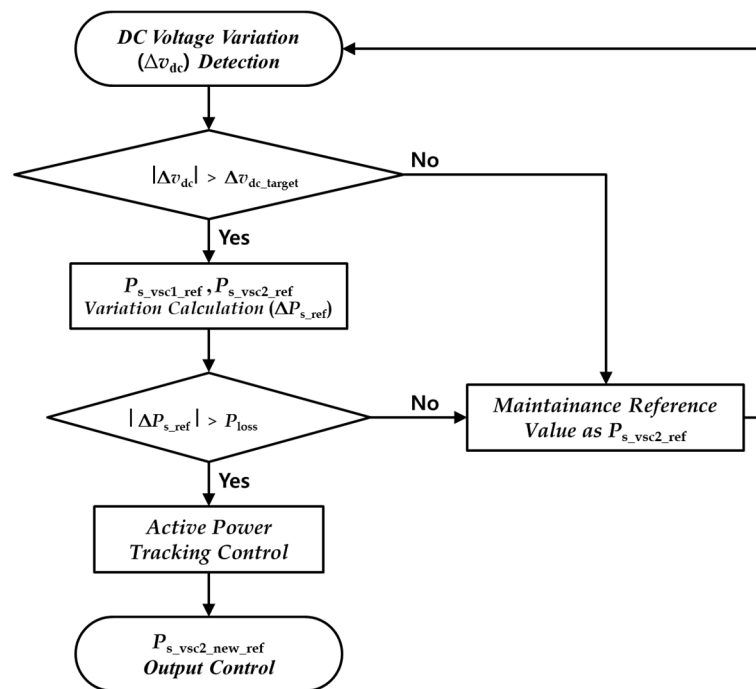 DC Voltage Variation
(Δv_dc) Detection
|Δv_dc| > Δv_dc_target
No
Yes
P_s_vsc1_ref , P_s_vsc2_ref
Variation Calculation (ΔP_s_ref)
| ΔP_s_ref | > P_loss
No
Maintainance Reference
Value as P_s_vsc2_ref
Yes
Active Power
Tracking Control
P_s_vsc2_new_ref
Output Control